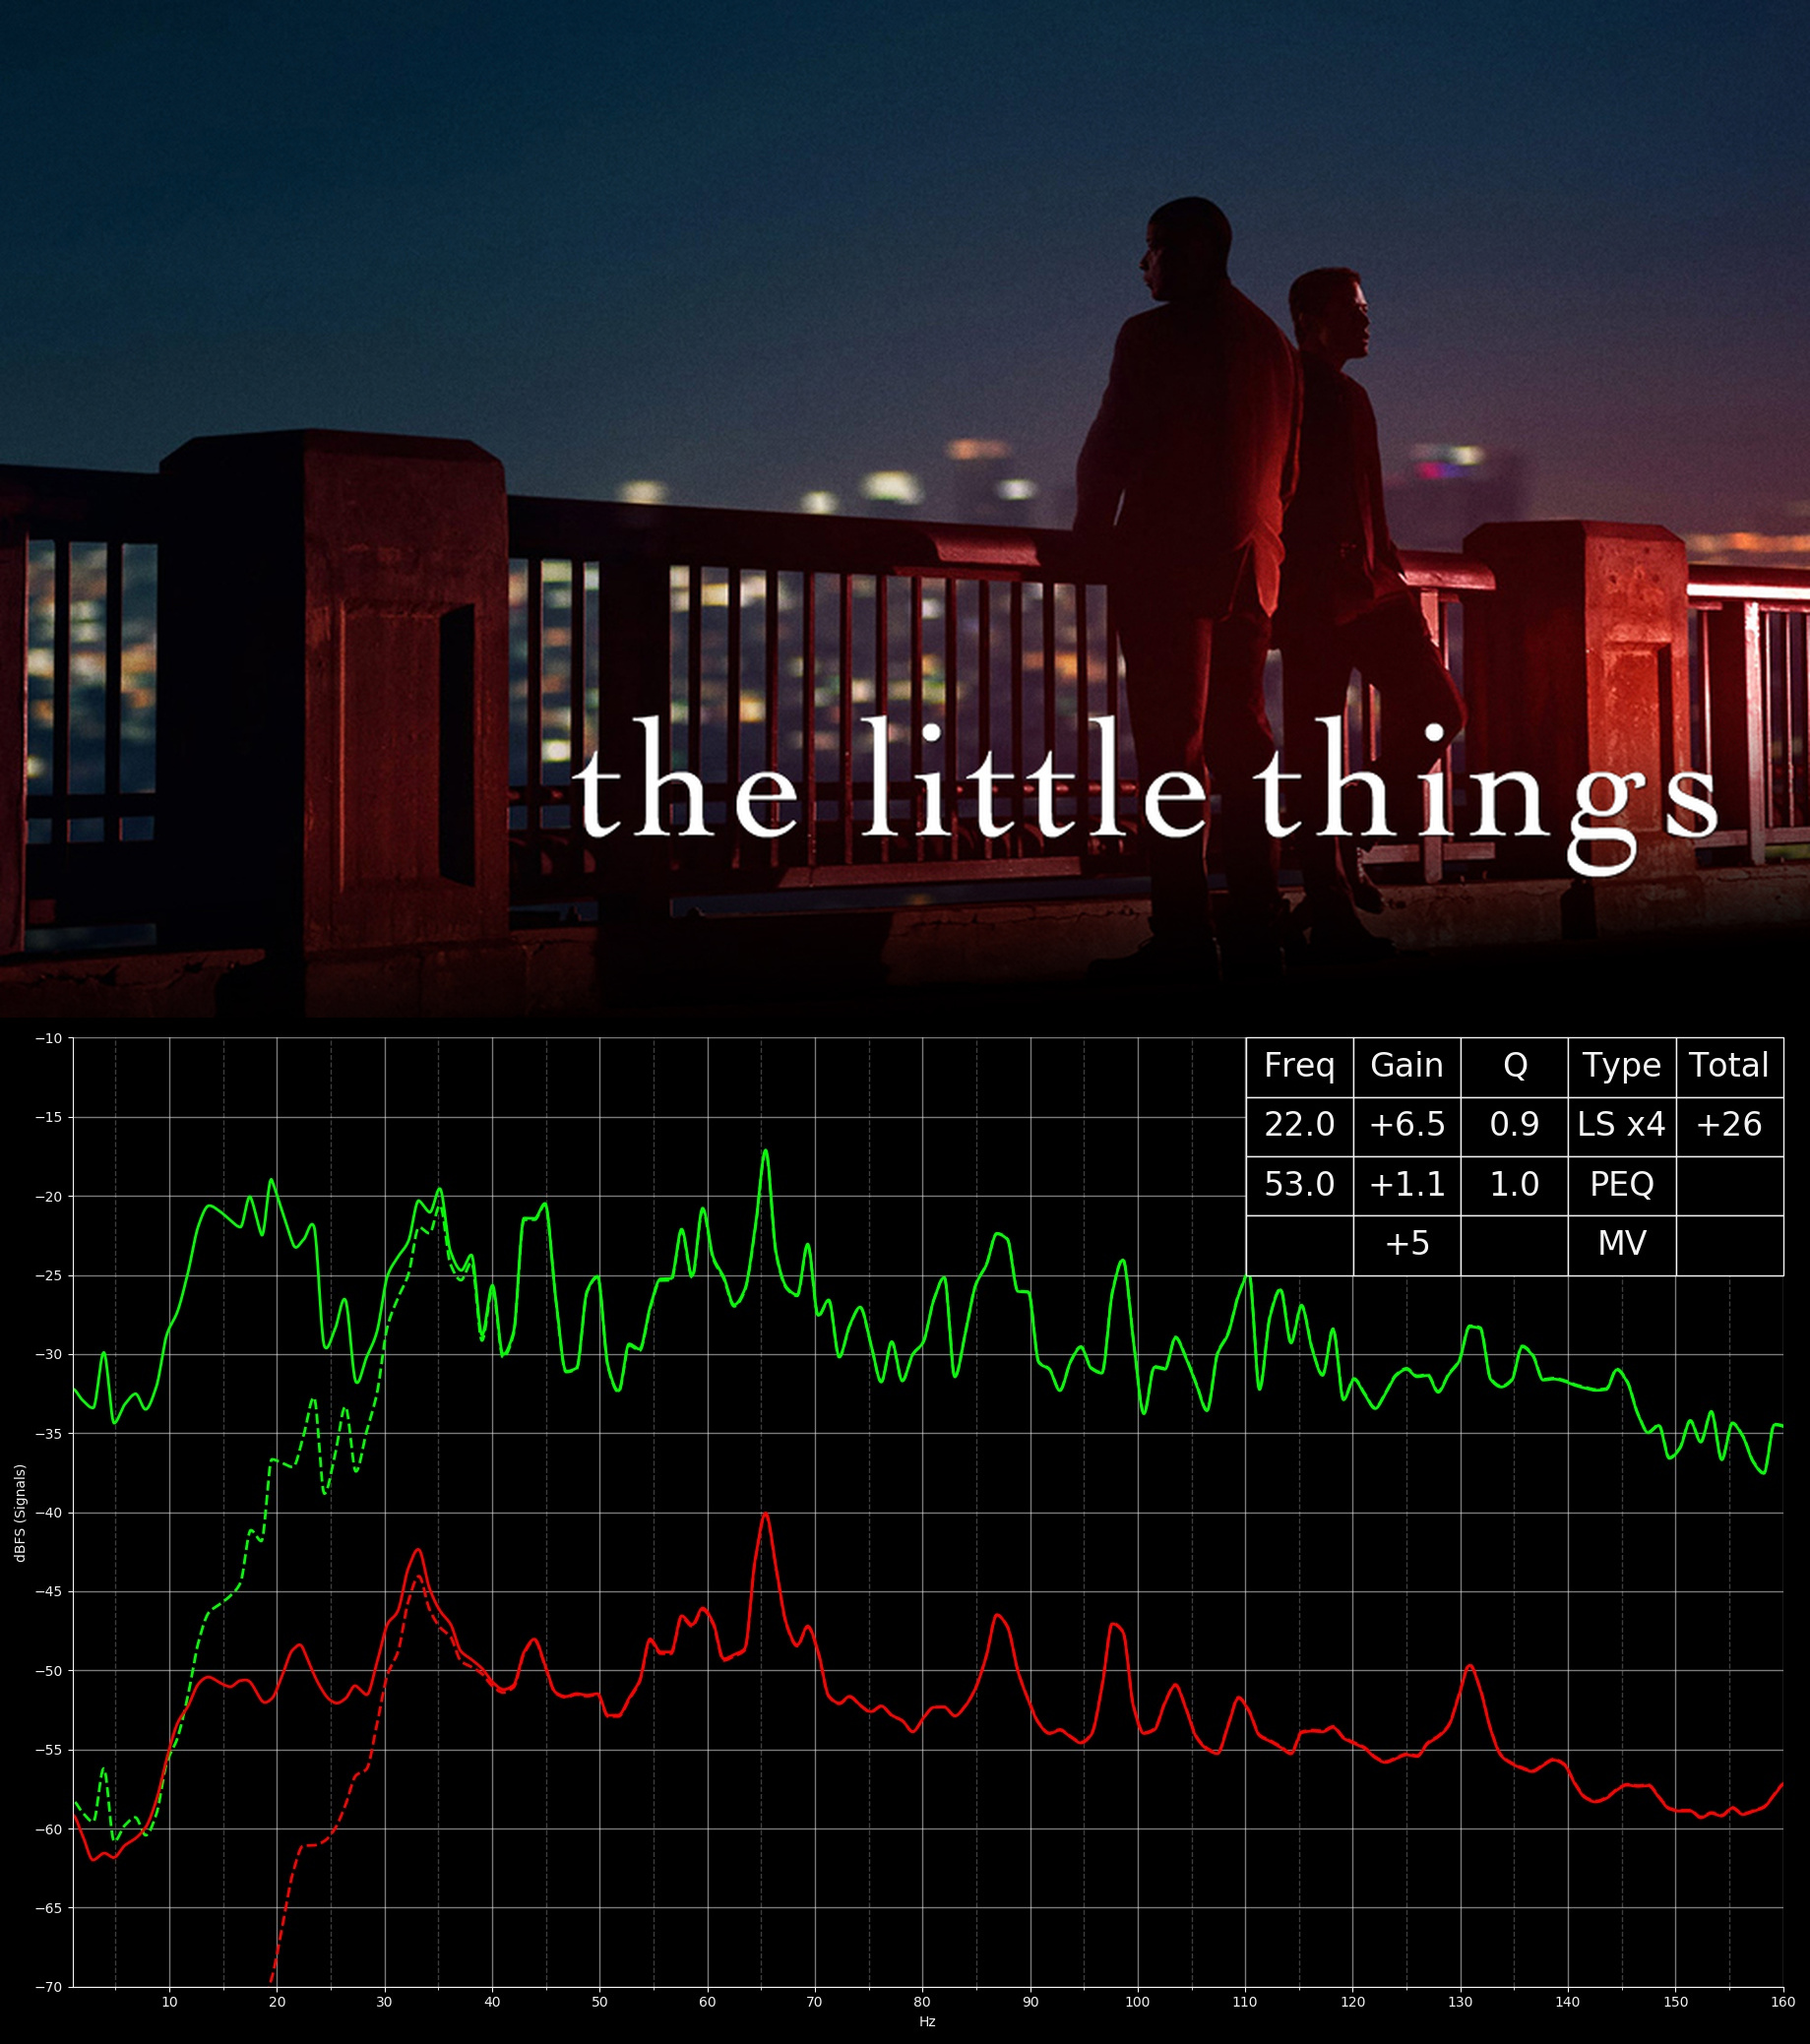 the little things
Freq Gain Q Type Total
22.0 +6.5 0.9 LS x4 +26
53.0 +1.1 1.0 PEQ
+5 MV
−10
−15
−20
−25
−30
−35
−40
−45
−50
−55
−60
−65
−70
dBFS (Signals)
10 20 30 40 50 60 70 80 90 100 110 120 130 140 150 160
Hz